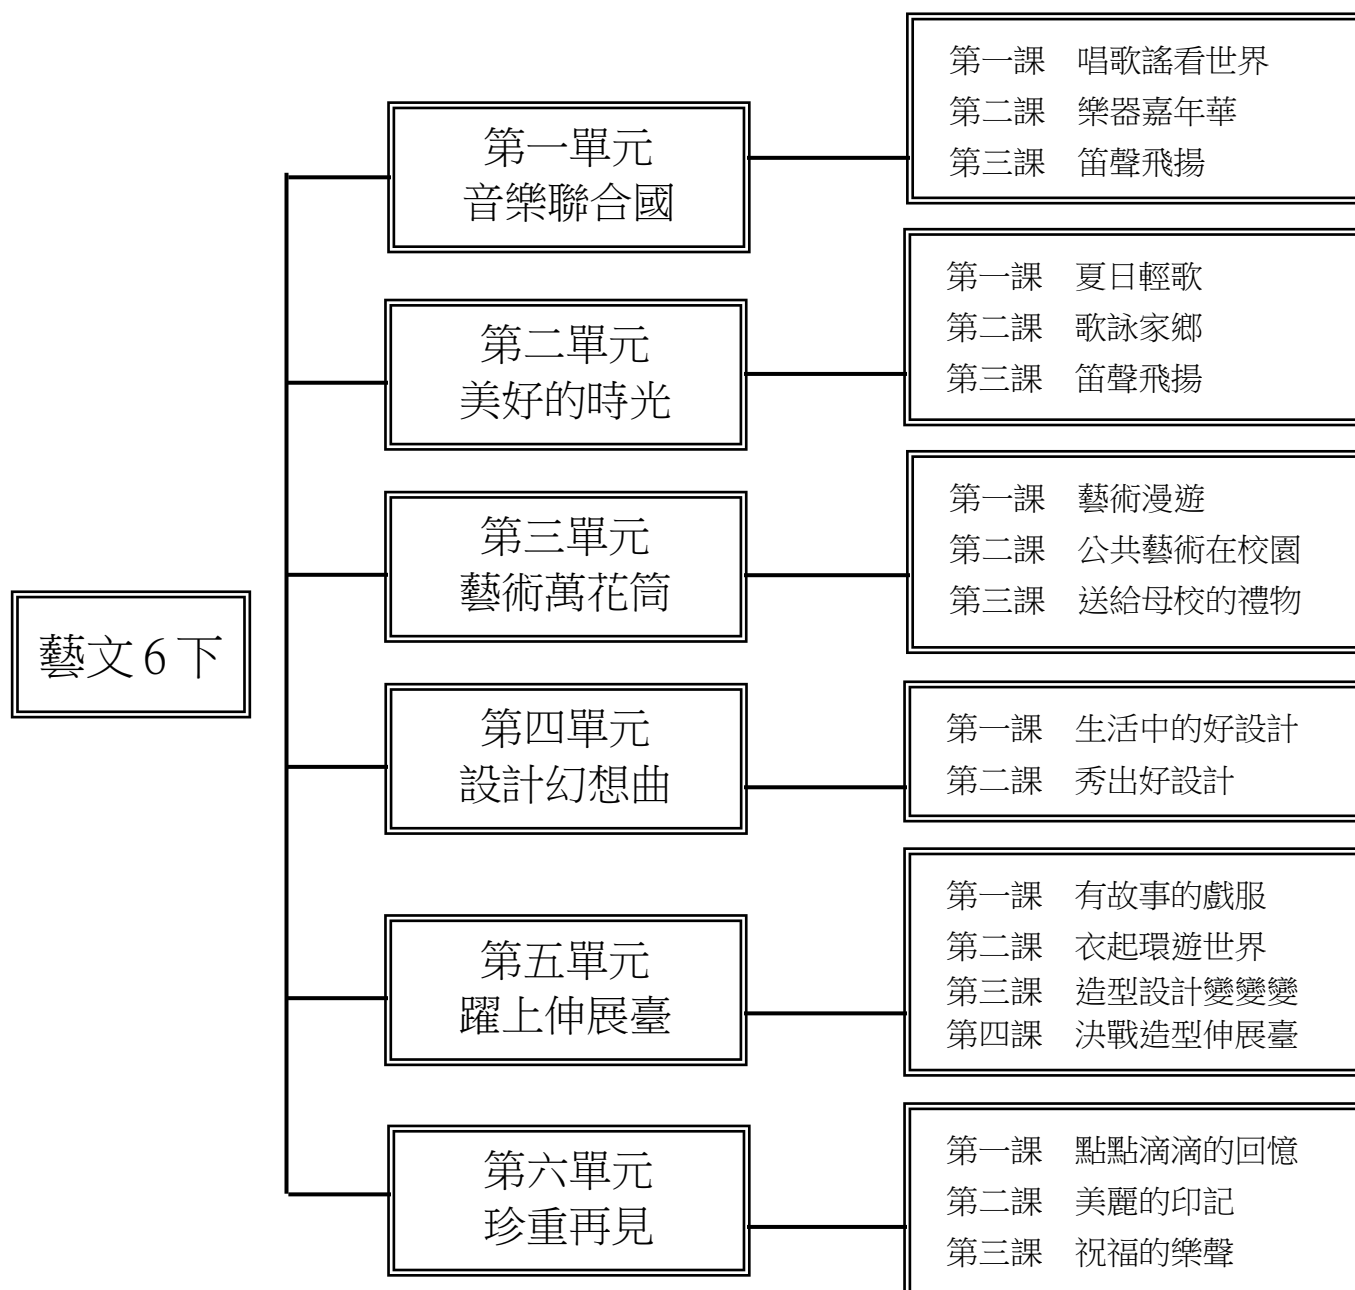 藝文6下
第一單元
音樂聯合國
第一課　唱歌謠看世界
第二課　樂器嘉年華
第三課　笛聲飛揚
第二單元
美好的時光
第一課　夏日輕歌
第二課　歌詠家鄉
第三課　笛聲飛揚
第三單元
藝術萬花筒
第一課　藝術漫遊
第二課　公共藝術在校園
第三課　送給母校的禮物
第四單元
設計幻想曲
第一課　生活中的好設計
第二課　秀出好設計
第五單元
躍上伸展臺
第一課　有故事的戲服
第二課　衣起環遊世界
第三課　造型設計變變變
第四課　決戰造型伸展臺
第六單元
珍重再見
第一課　點點滴滴的回憶
第二課　美麗的印記
第三課　祝福的樂聲